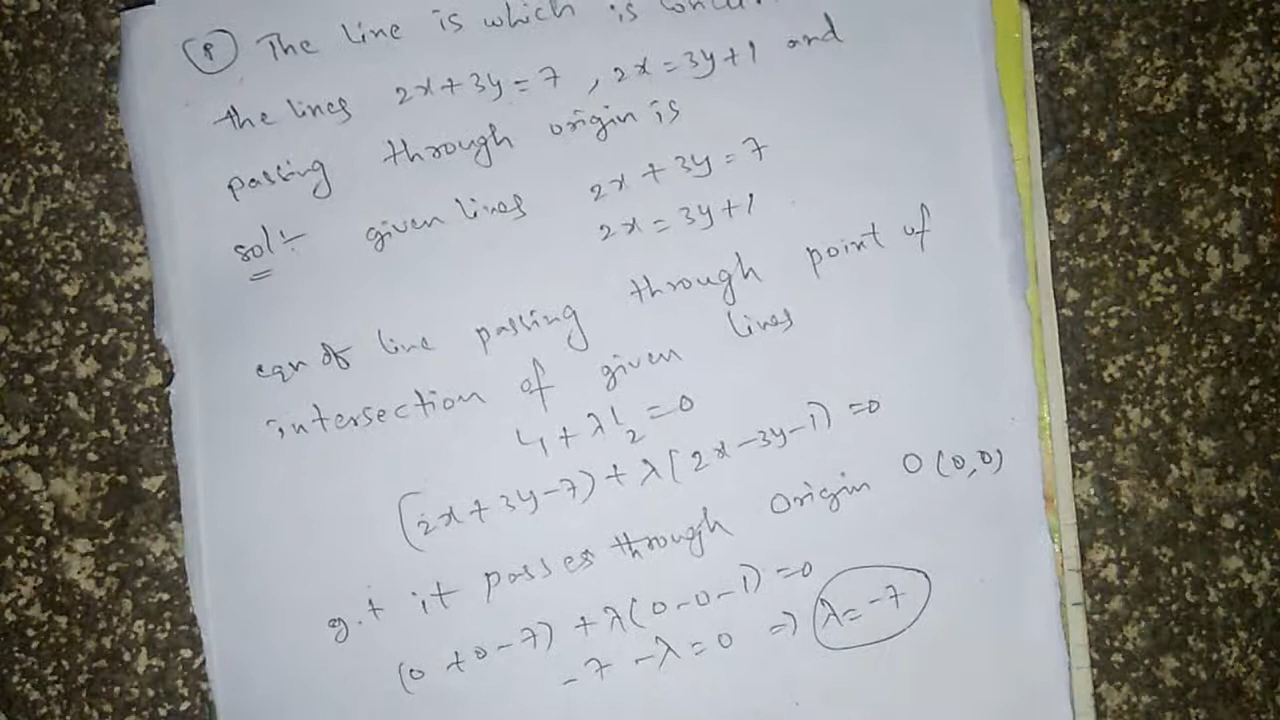 (8) The line is which is
the lines 2x+3y=7, 2x=3y+1 and
passing through origin is
sol:- given lines 2x+3y=7
2x=3y+1
eqn of line passing through point of
intersection of given lines
L1+λL2=0
(2x+3y-7)+λ(2x-3y-1)=0
g.t it passes through origin O(0,0)
(0+0-7)+λ(0-0-1)=0
-7-λ=0 => λ=-7